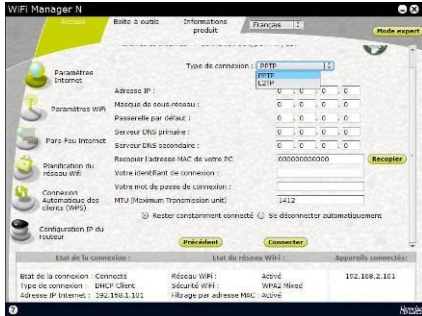 WiFi Manager N
Accueil
Boîte à outils
Informations produit
Français
Mode expert
Type de connexion : PPTP
PPTP
L2TP
Paramètres Internet
Adresse IP : 0 . 0 . 0 . 0
Masque de sous-réseau : 0 . 0 . 0 . 0
Paramètres WiFi
Passerelle par défaut : 0 . 0 . 0 . 0
Serveur DNS primaire : 0 . 0 . 0 . 0
Pare-Feu Internet
Serveur DNS secondaire : 0 . 0 . 0 . 0
Recopier l'adresse MAC de votre PC 000000000000 Recopier
Planification du réseau WiFi
Votre identifiant de connexion :
Votre mot de passe de connexion :
Connexion Automatique des clients (WPS)
MTU (Maximum Transmission unit) 1412
Rester constamment connecté Se déconnecter automatiquement
Configuration IP du routeur
Précédent Connecter
Etat de la connexion : Etat du réseau WiFi : Appareils connectés:
Etat de la connexion : Connecté Réseau WiFi : Activé 192.168.2.101
Type de connexion : DHCP Client Sécurité WiFi : WPA2 Mixed
Adresse IP Internet : 192.168.1.101 Filtrage par adresse MAC : Activé
Hercules